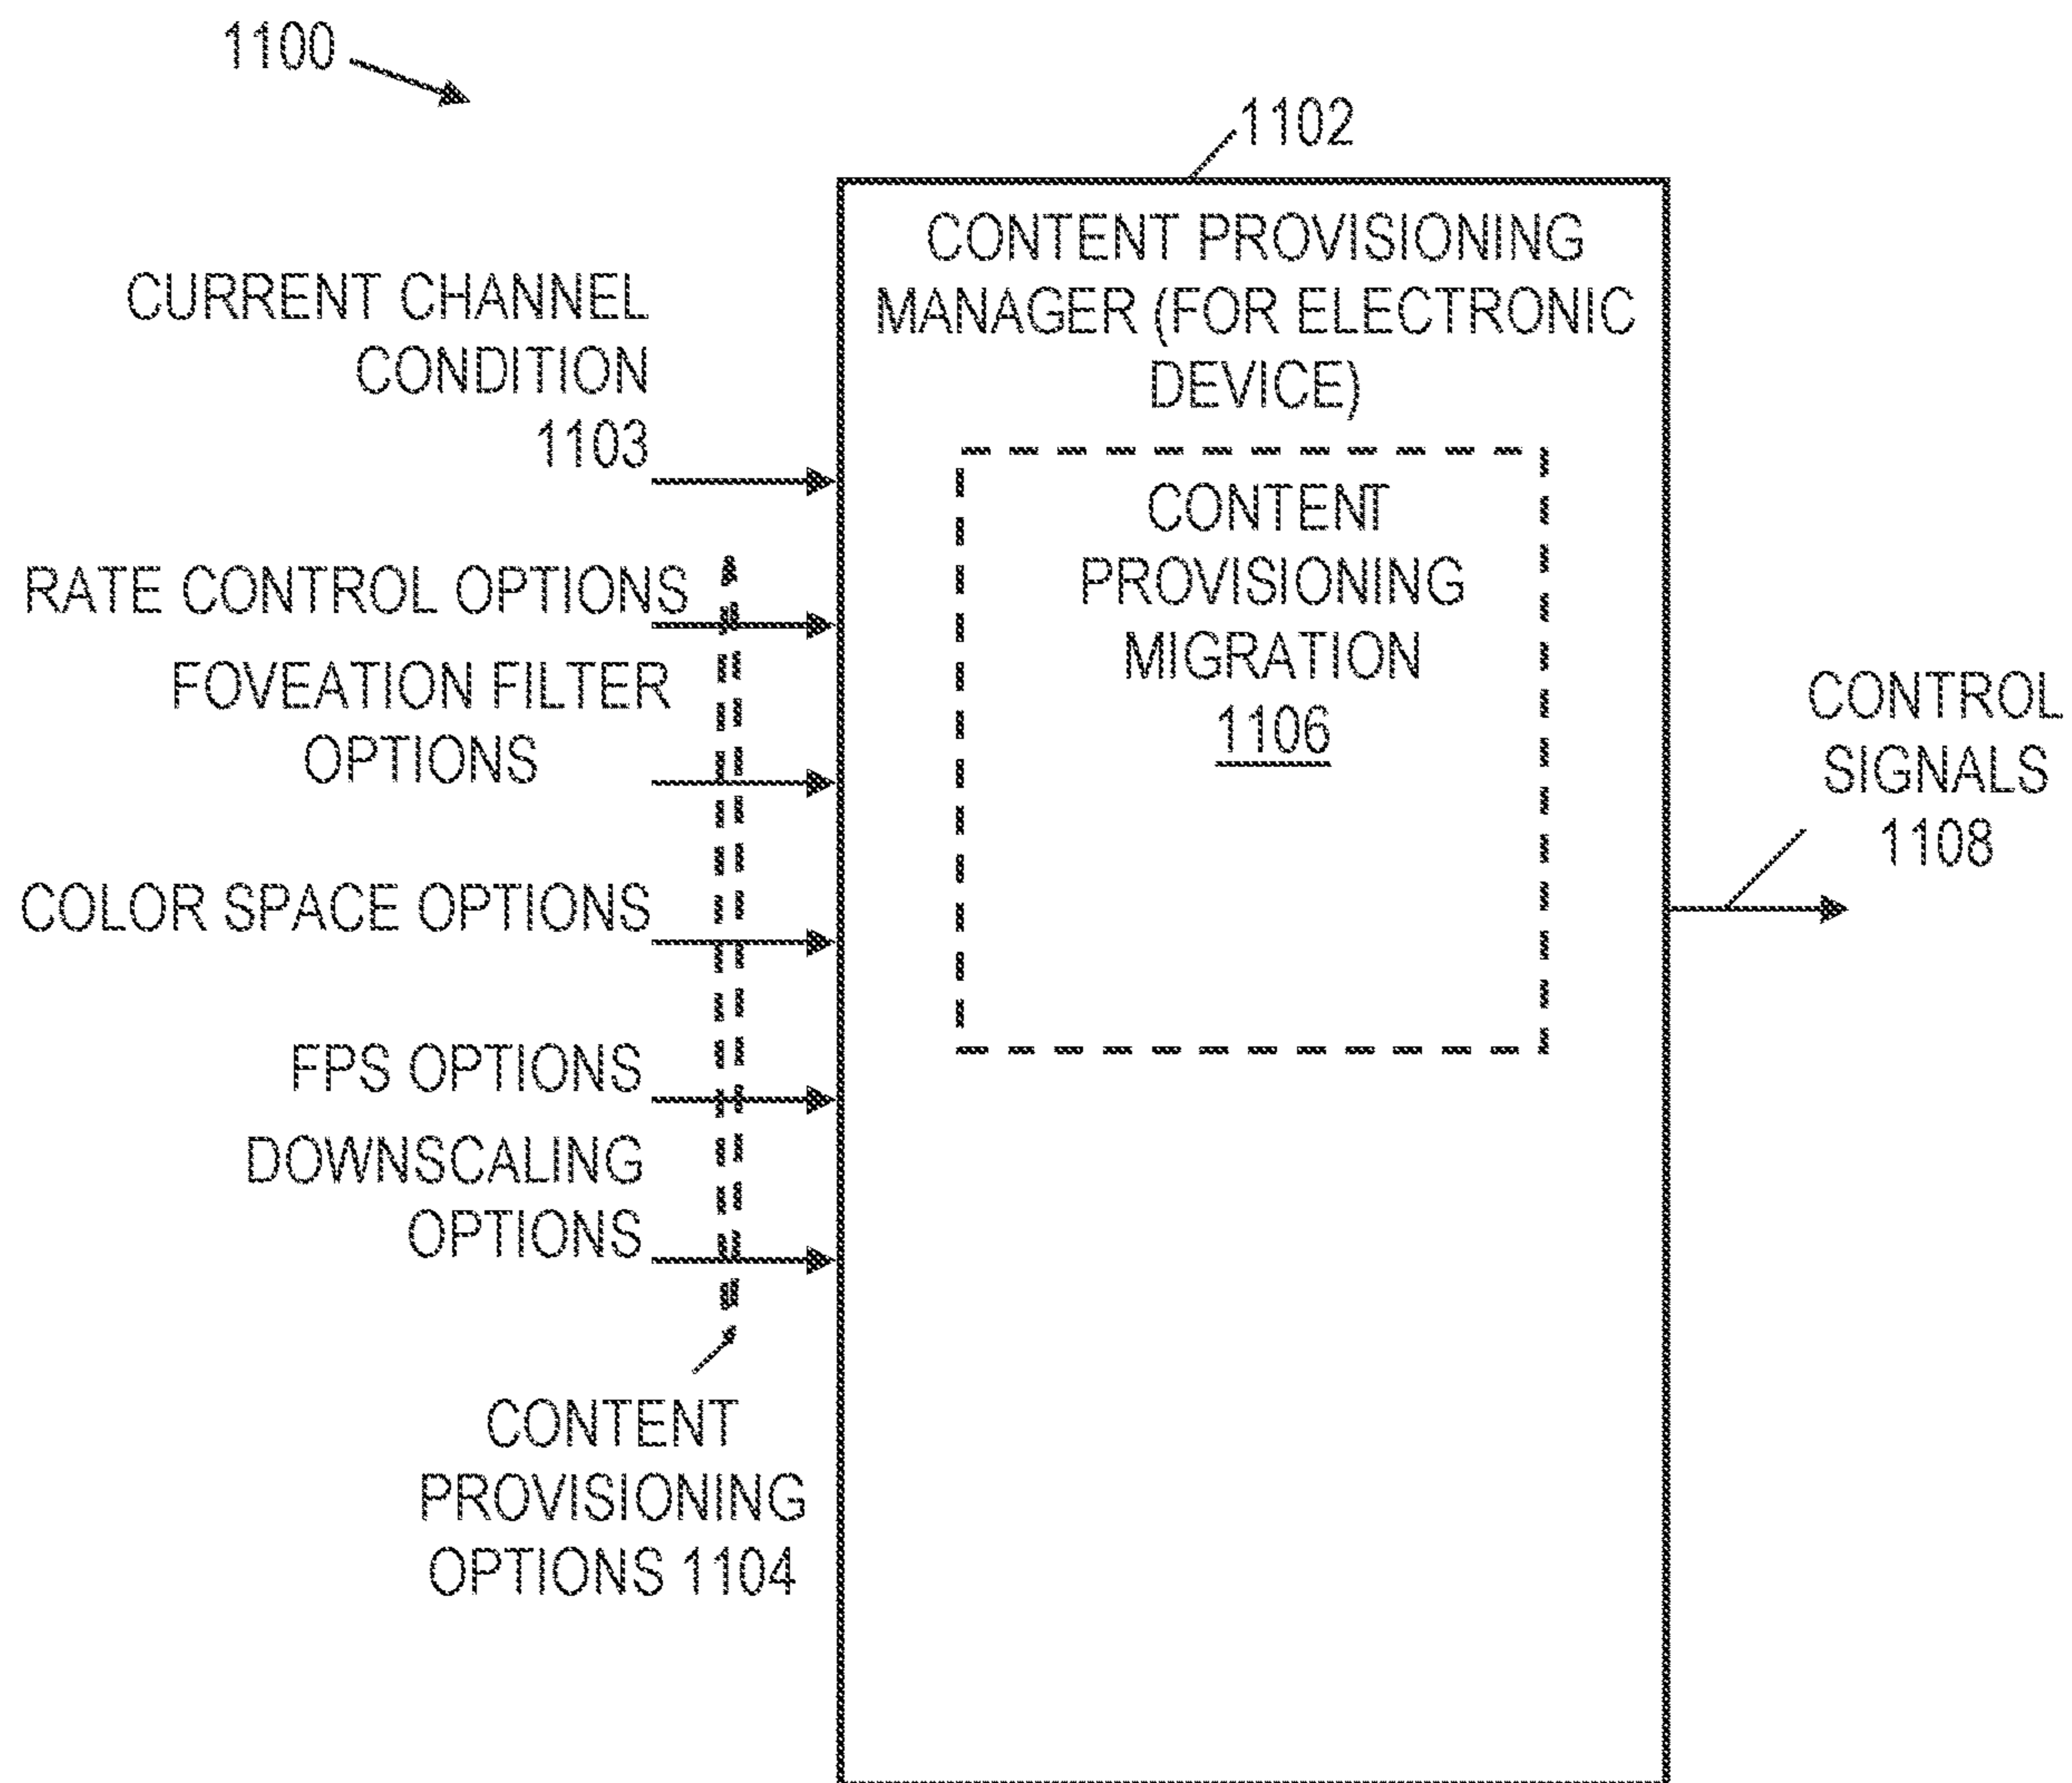 1100
1102
CURRENT CHANNEL
CONDITION
1103
RATE CONTROL OPTIONS
FOVEATION FILTER
OPTIONS
COLOR SPACE OPTIONS
FPS OPTIONS
DOWNSCALING
OPTIONS
CONTENT
PROVISIONING
OPTIONS 1104
CONTENT PROVISIONING
MANAGER (FOR ELECTRONIC
DEVICE)
CONTENT
PROVISIONING
MIGRATION
1106
CONTROL
SIGNALS
1108